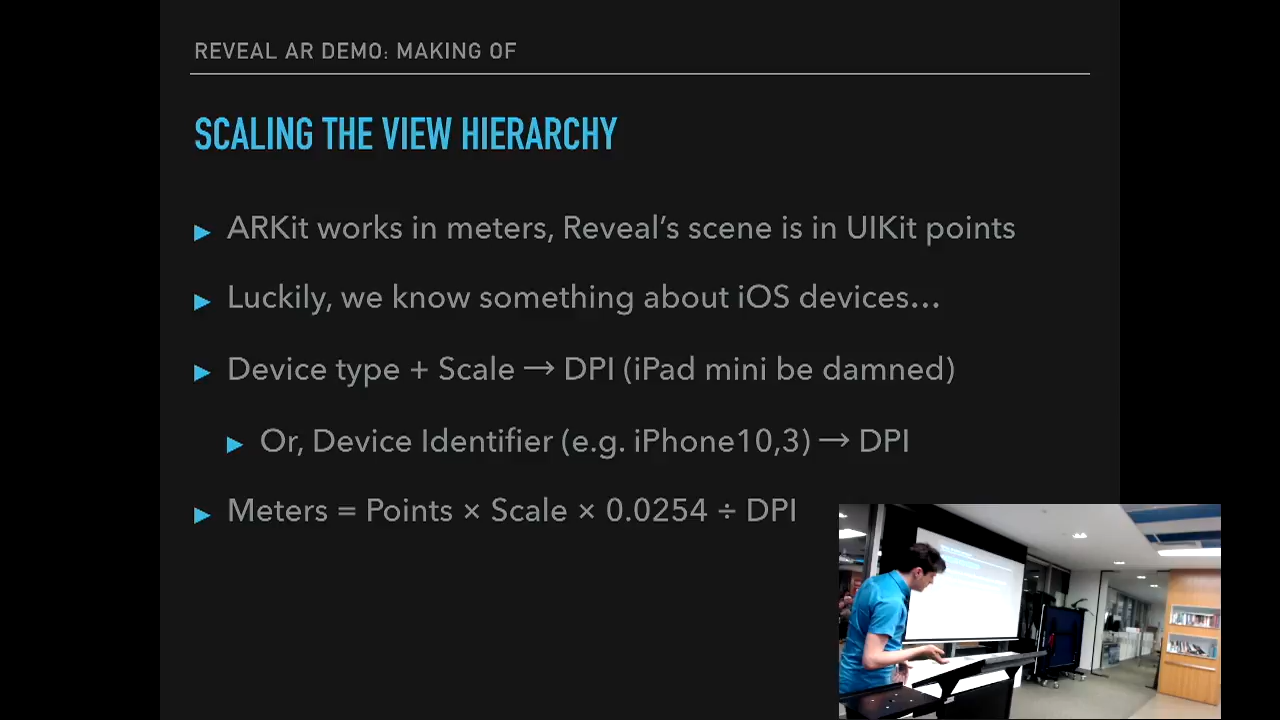 REVEAL AR DEMO: MAKING OF
SCALING THE VIEW HIERARCHY
▶ ARKit works in meters, Reveal’s scene is in UIKit points
▶ Luckily, we know something about iOS devices…
▶ Device type + Scale → DPI (iPad mini be damned)
▶ Or, Device Identifier (e.g. iPhone10,3) → DPI
▶ Meters = Points × Scale × 0.0254 ÷ DPI